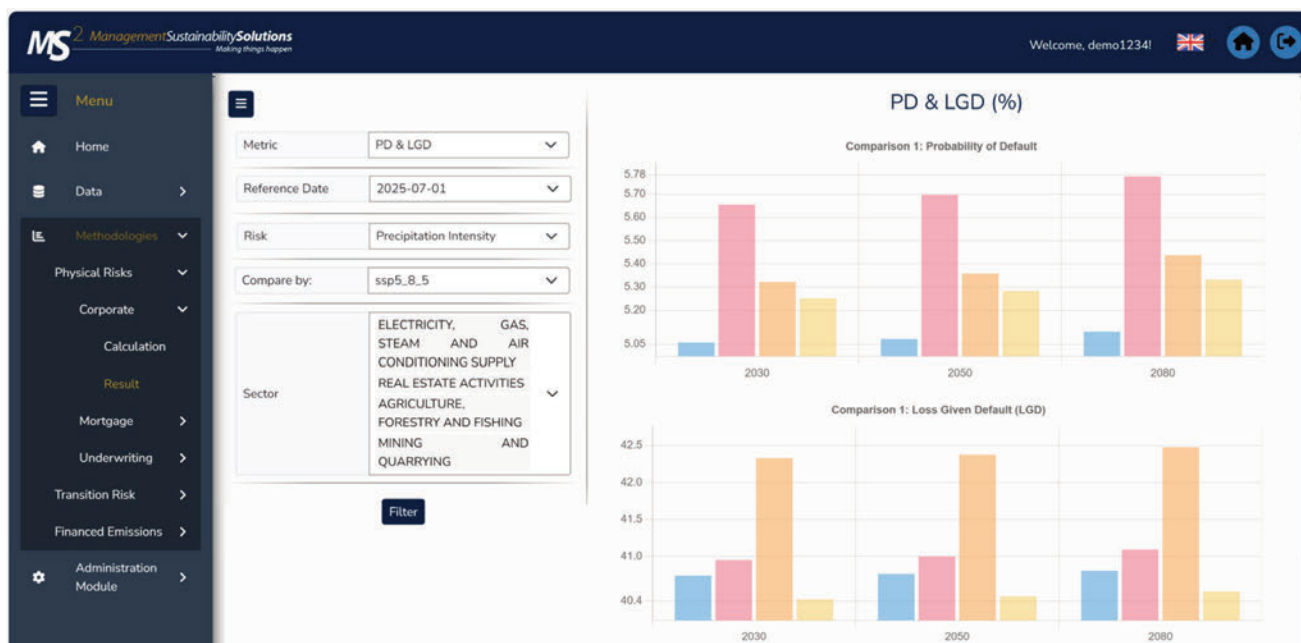 MS2 ManagementSustainabilitySolutions
Making things happen
Welcome, demo1234!
Menu
Home
Data
Methodologies
Physical Risks
Corporate
Calculation
Result
Mortgage
Underwriting
Transition Risk
Financed Emissions
Administration
Module
Metric
PD & LGD
Reference Date
2025-07-01
Risk
Precipitation Intensity
Compare by:
ssp5_8_5
Sector
ELECTRICITY, GAS,
STEAM AND AIR
CONDITIONING SUPPLY
REAL ESTATE ACTIVITIES
AGRICULTURE,
FORESTRY AND FISHING
MINING AND
QUARRYING
Filter
PD & LGD (%)
Comparison 1: Probability of Default
5.78
5.70
5.60
5.50
5.40
5.30
5.20
5.05
2030 2050 2080
Comparison 1: Loss Given Default (LGD)
42.5
42.0
41.5
41.0
40.4
2030 2050 2080